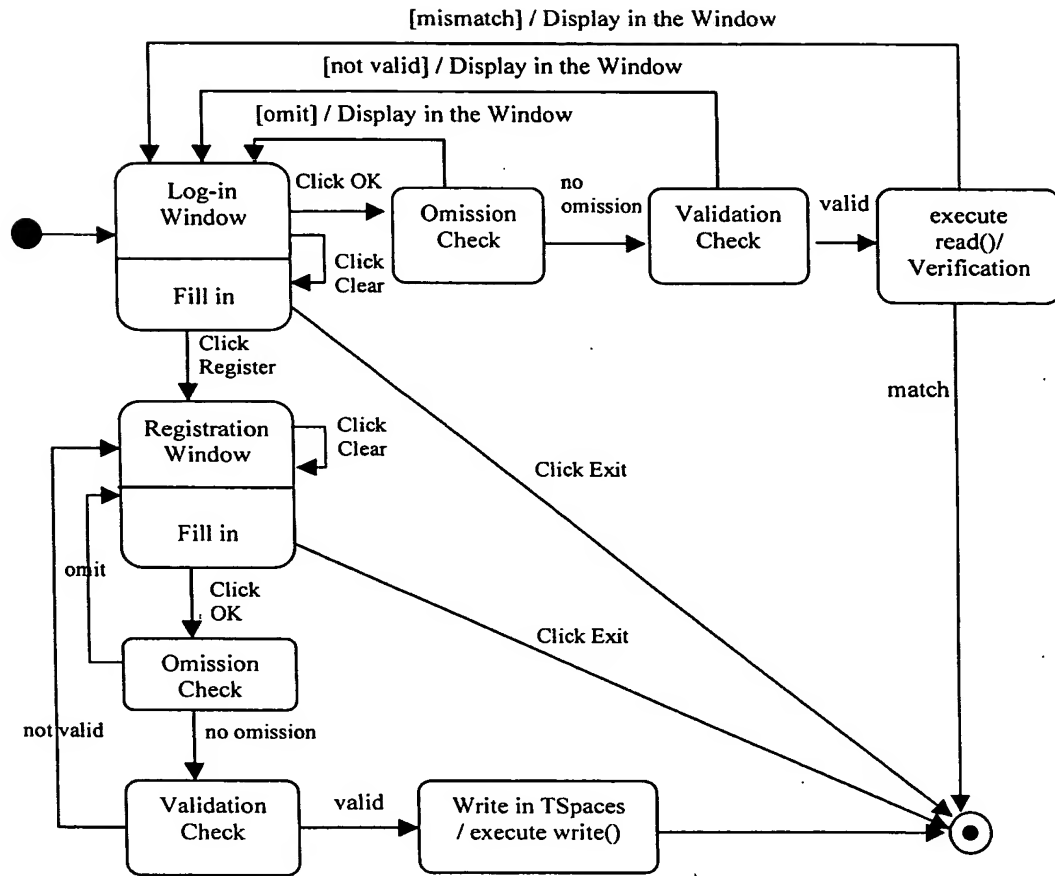 [mismatch] / Display in the Window
[not valid] / Display in the Window
[omit] / Display in the Window
Log-in
Window
Fill in
Click OK
Click
Clear
Omission
Check
no
omission
Validation
Check
valid
execute
read()/
Verification
Click
Register
match
Registration
Window
Fill in
Click
Clear
Click Exit
omit
Click
OK
Click Exit
Omission
Check
not valid
no omission
Validation
Check
valid
Write in TSpaces
/ execute write()